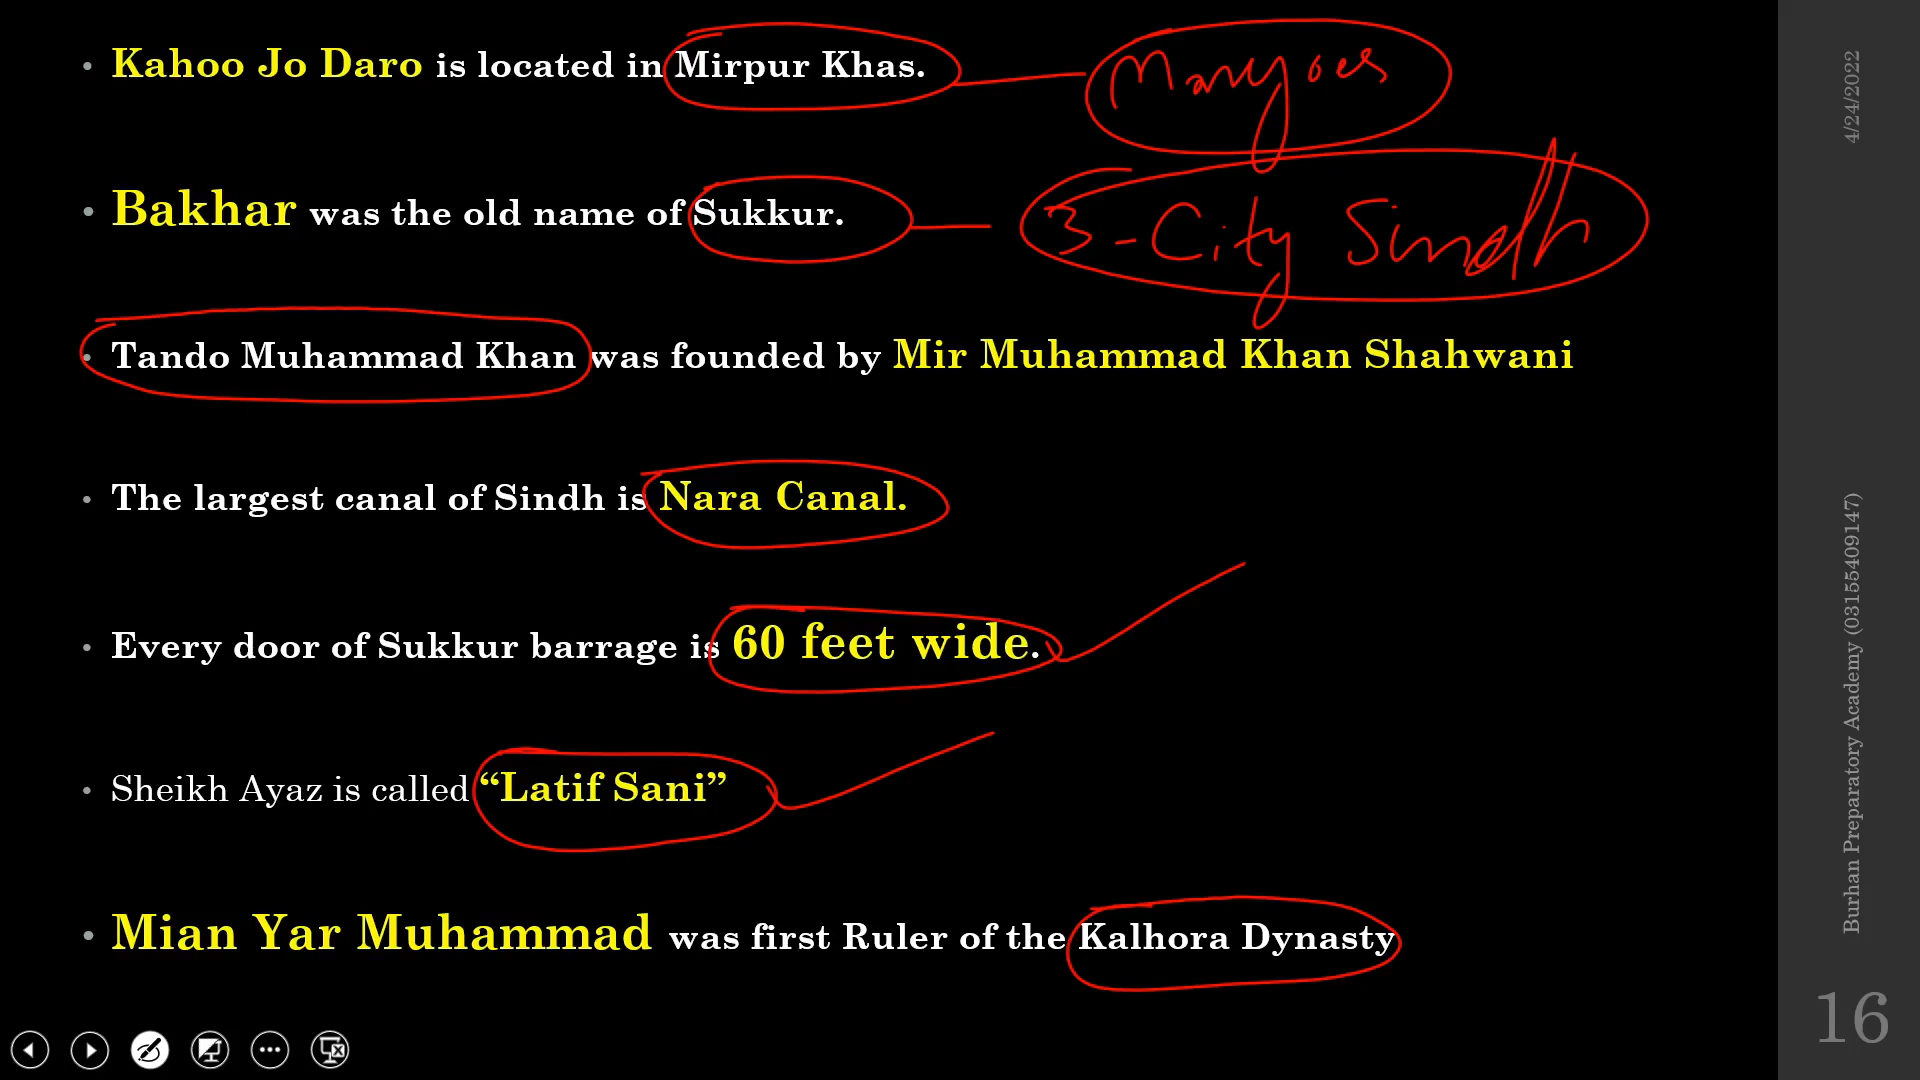 Kahoo Jo Daro is located in Mirpur Khas. Mangoes
Bakhar was the old name of Sukkur. 3-City Sindh
Tando Muhammad Khan was founded by Mir Muhammad Khan Shahwani
The largest canal of Sindh is Nara Canal.
Every door of Sukkur barrage is 60 feet wide.
Sheikh Ayaz is called “Latif Sani”
Mian Yar Muhammad was first Ruler of the Kalhora Dynasty
4/24/2022
Burhan Preparatory Academy (03155409147)
16